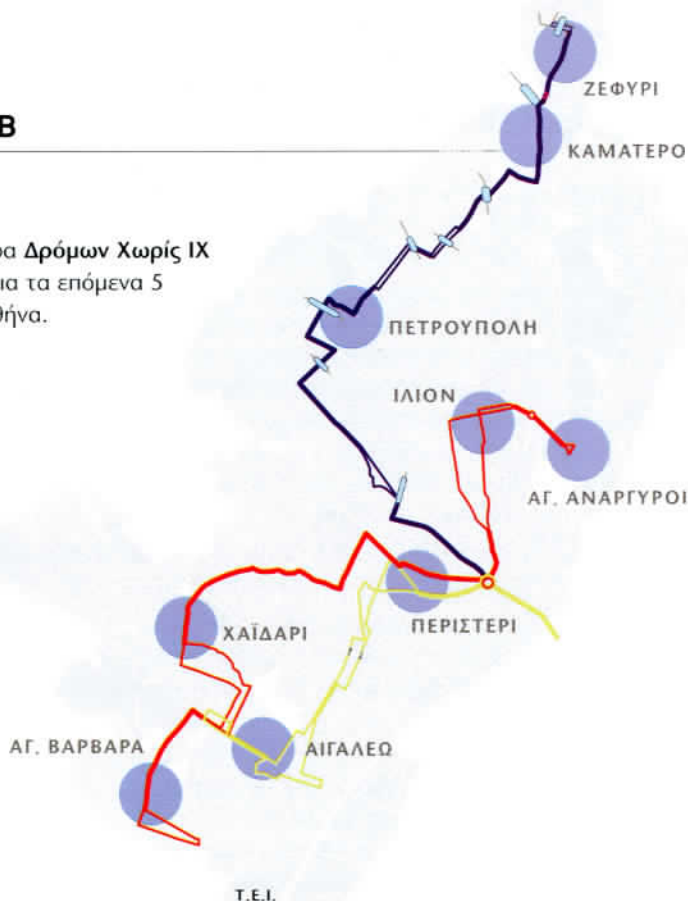 ΖΕΦΥΡΙ
Β
ΚΑΜΑΤΕΡΟ
ρα Δρόμων Χωρίς ΙΧ
ια τα επόμενα 5
θήνα.
ΠΕΤΡΟΥΠΟΛΗ
ΙΛΙΟΝ
ΑΓ. ΑΝΑΡΓΥΡΟΙ
ΠΕΡΙΣΤΕΡΙ
ΧΑΪΔΑΡΙ
ΑΓ. ΒΑΡΒΑΡΑ
ΑΙΓΑΛΕΩ
Τ.Ε.Ι.